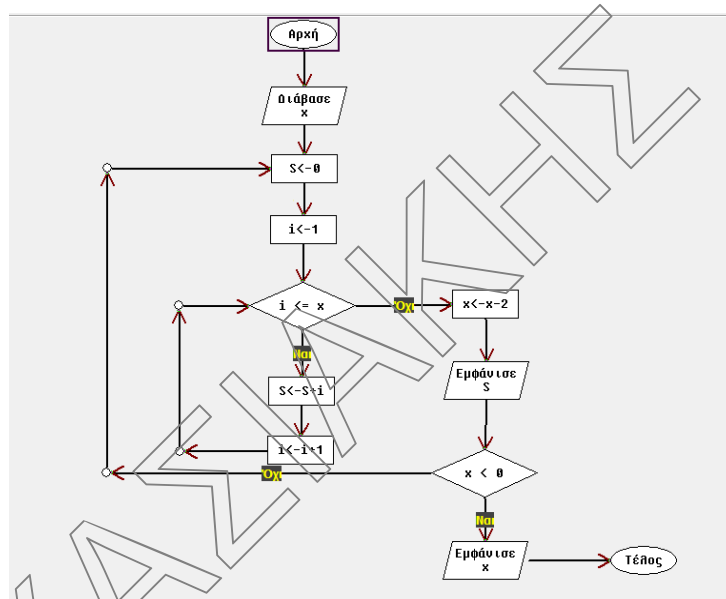 Αρχή
Διάβασε
x
S<-0
i<-1
i <= x
Όχι
x<-x-2
Ναι
Εμφάνισε
S
S<-S+i
i<-i+1
Όχι
x < 0
Ναι
Εμφάνισε
x
Τέλος